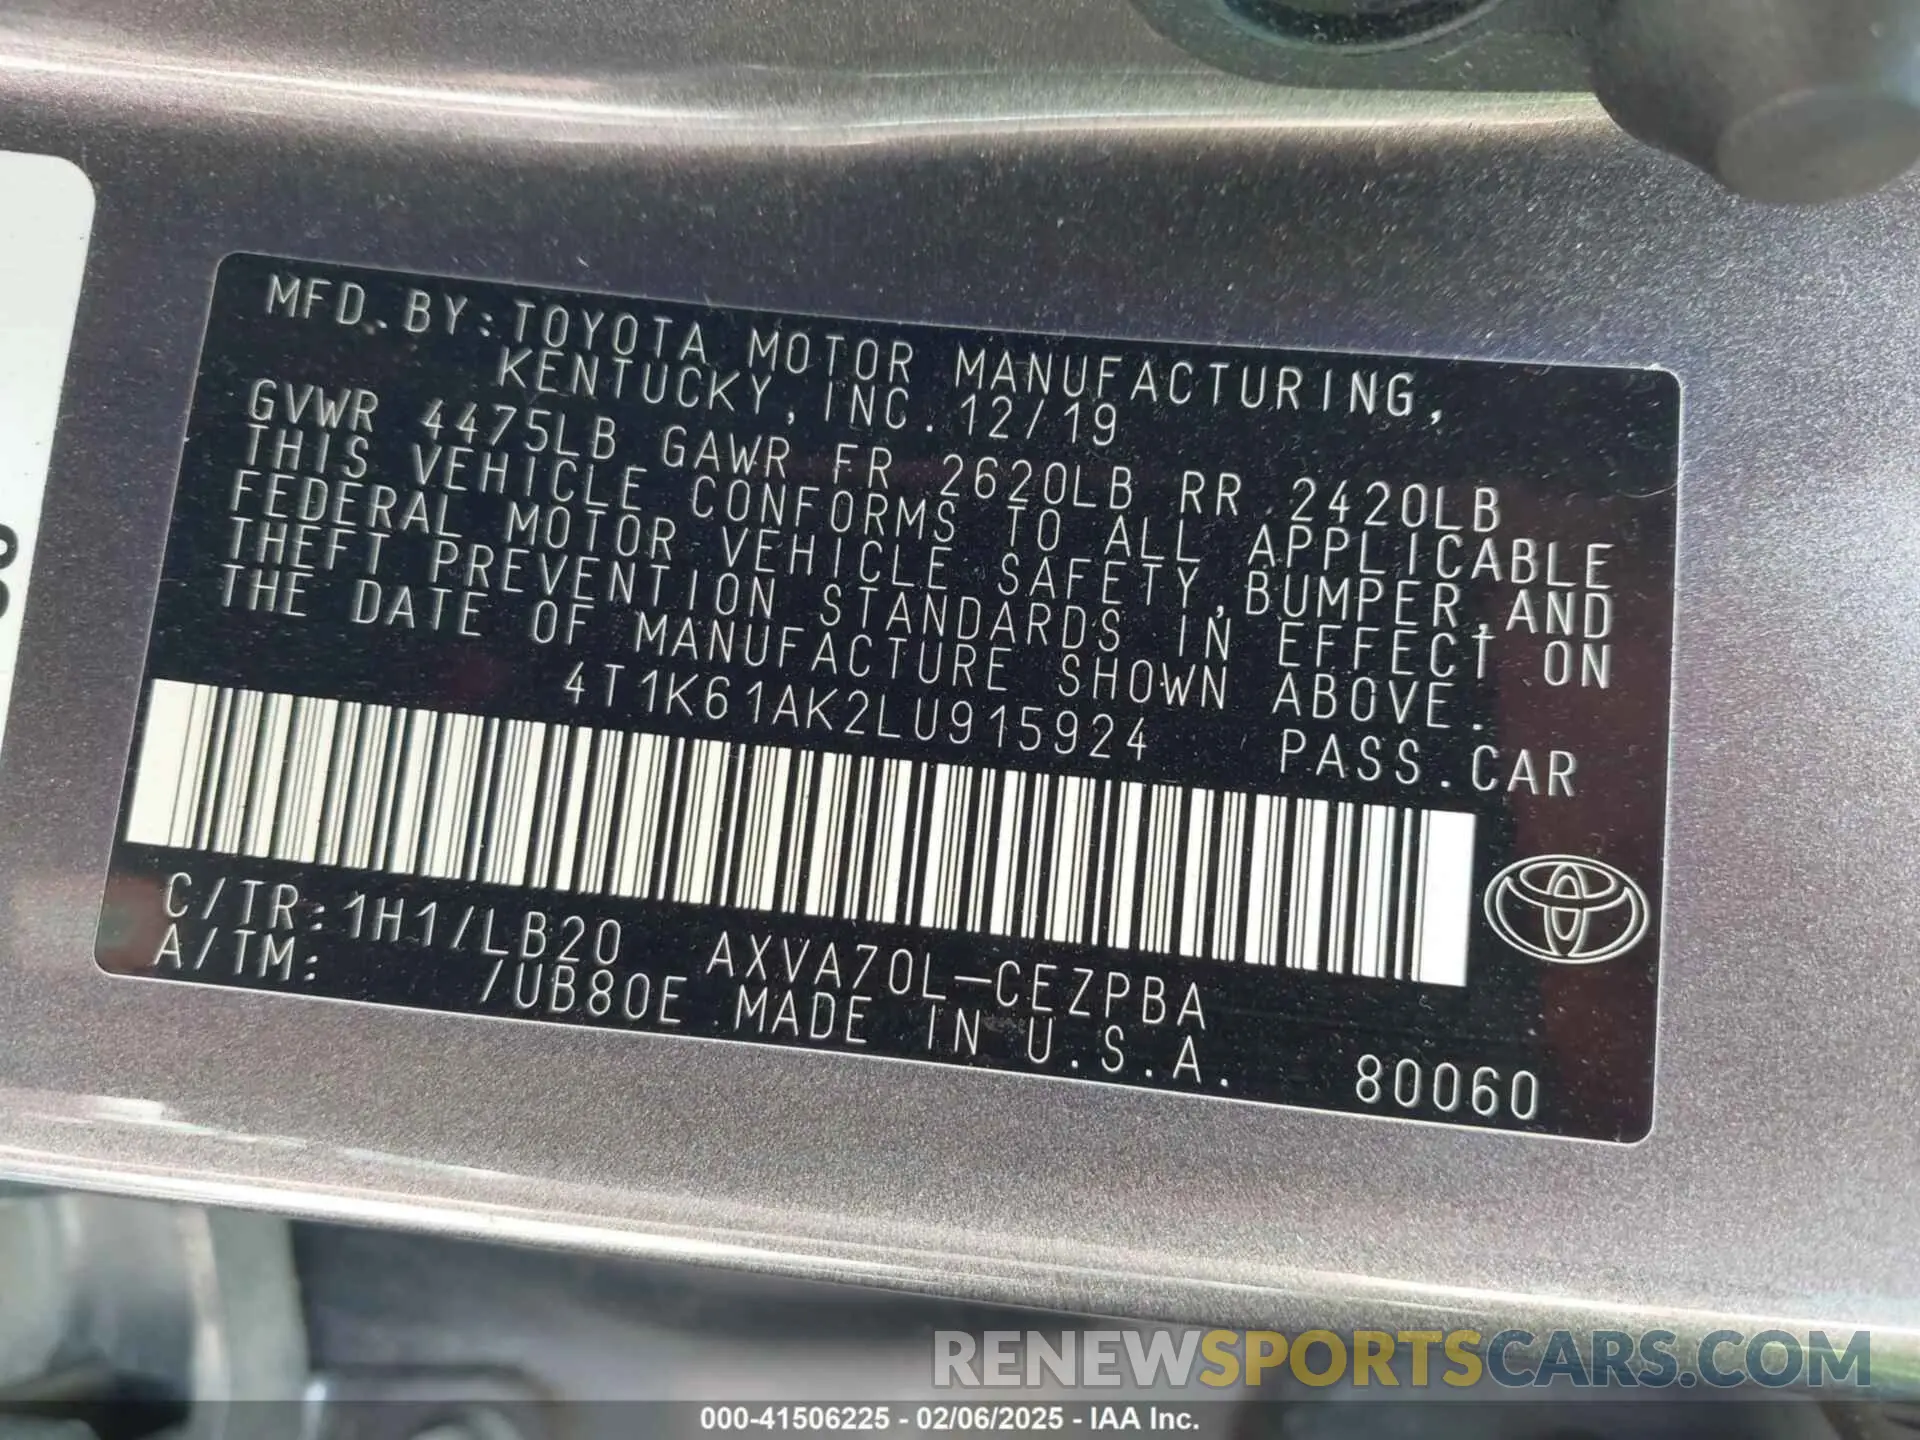 MFD.BY:TOYOTA MOTOR MANUFACTURING,
KENTUCKY, INC. 12/19
GVWR 4475LB GAWR FR 2620LB RR 2420LB
THIS VEHICLE CONFORMS TO ALL APPLICABLE
FEDERAL MOTOR VEHICLE SAFETY,BUMPER,AND
THEFT PREVENTION STANDARDS IN EFFECT ON
THE DATE OF MANUFACTURE SHOWN ABOVE.
4T1K61AK2LU915924 PASS.CAR
C/TR:1H1/LB20 AXVA70L-CEZPBA
A/TM: /UB80E MADE IN U.S.A.
80060
RENEWSPORTSCARS.COM
000-41506225 - 02/06/2025 - IAA Inc.